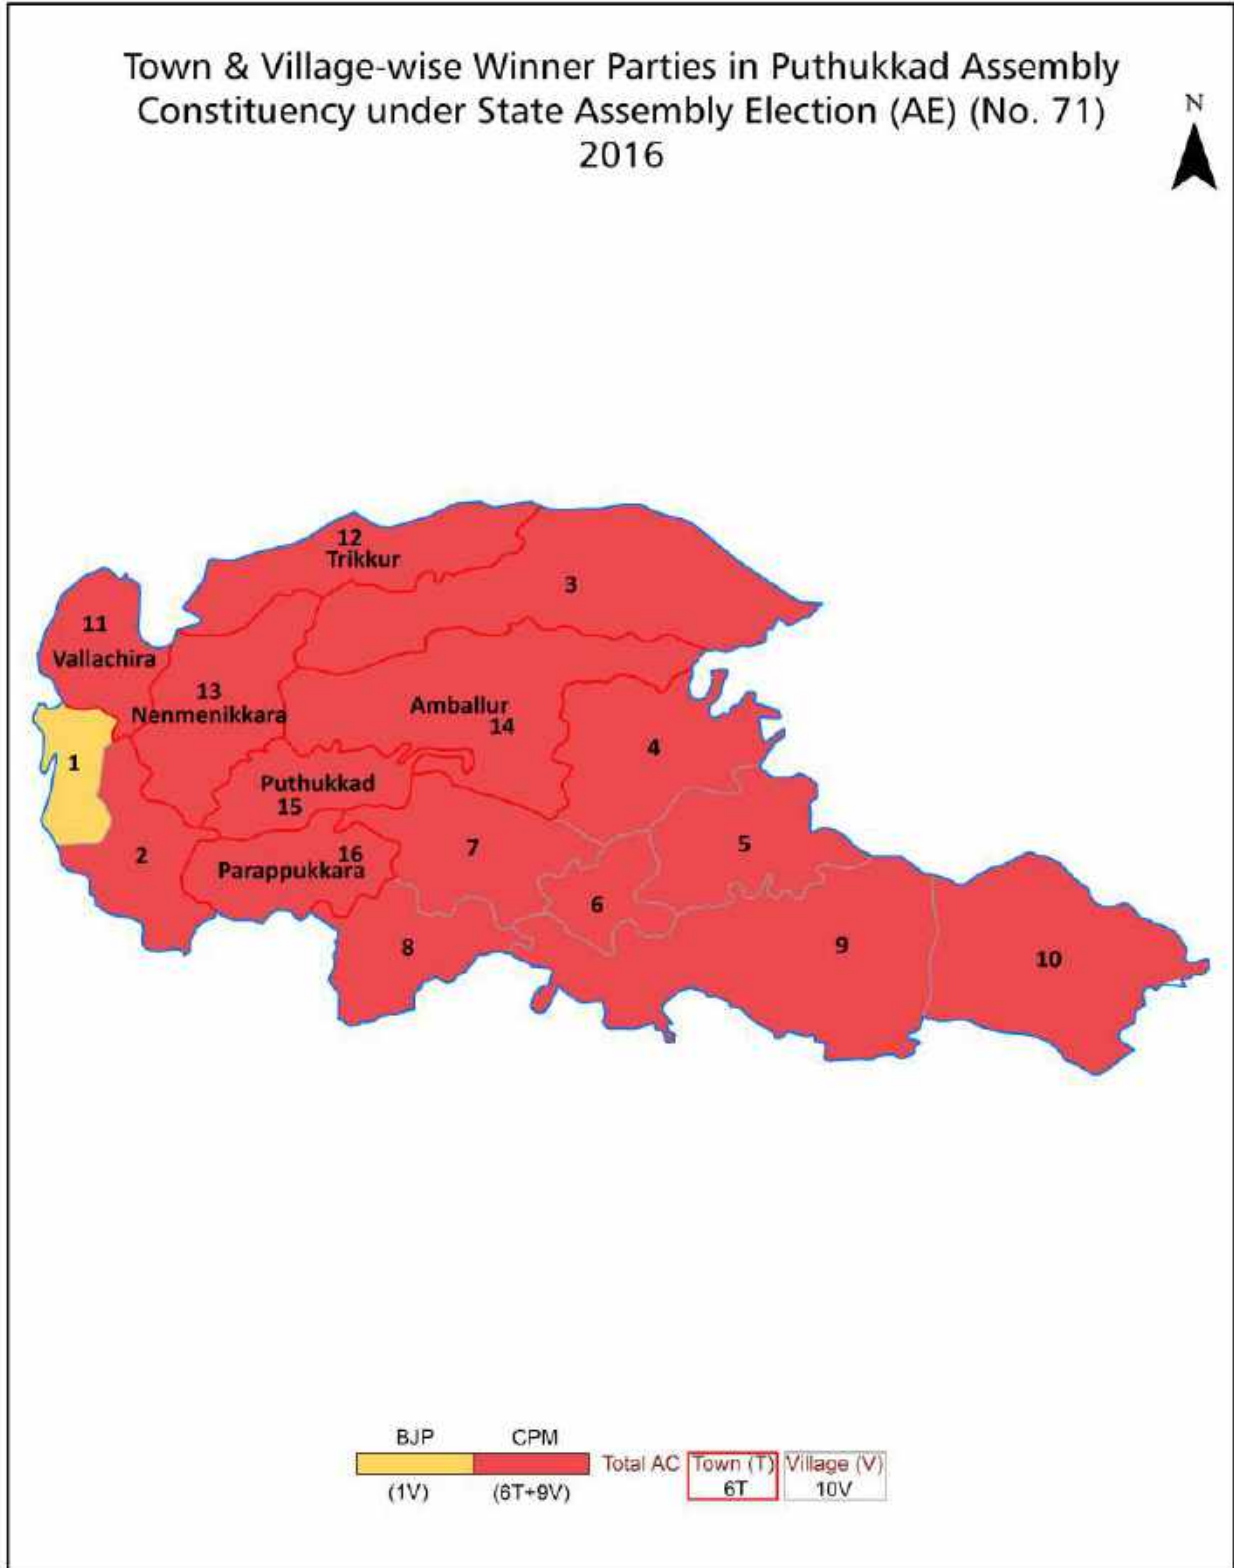 Town & Village-wise Winner Parties in Puthukkad Assembly
Constituency under State Assembly Election (AE) (No. 71)
2016
N
12
Trikkur
3
11
Vallachira
13
Nenmenikkara
Amballur
14
1
4
Puthukkad
15
2
16
Parappukkara
7
5
6
8
9
10
BJP CPM
Total AC Town (T) Village (V)
(1V) (6T+9V) 6T 10V